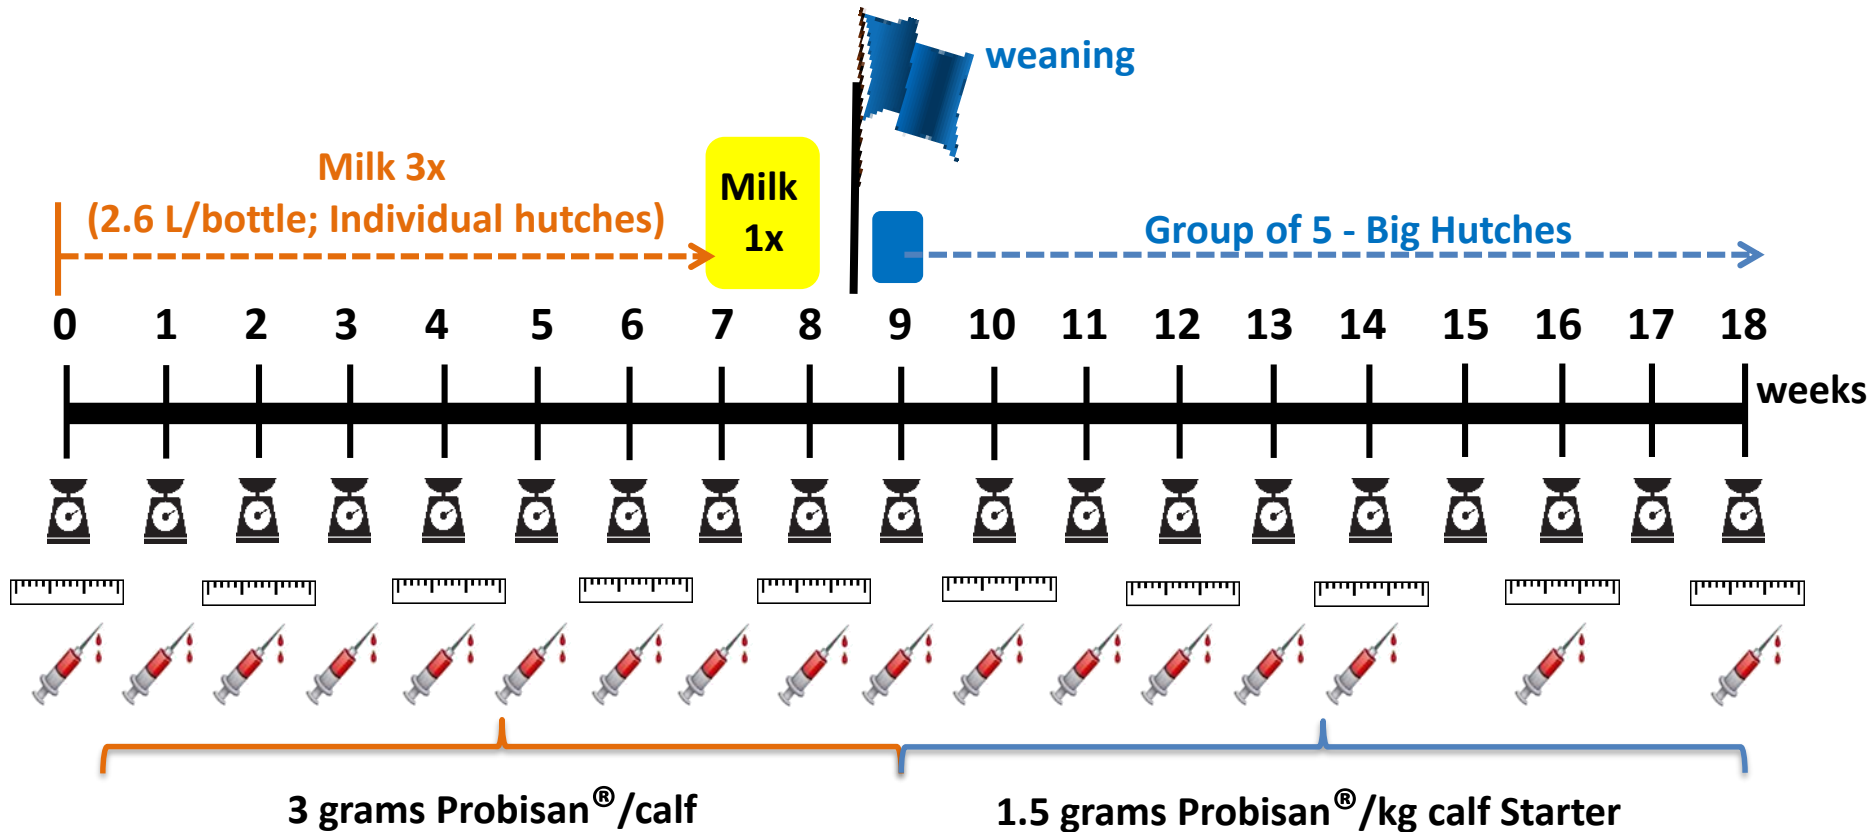 weaning
Milk 3x
(2.6 L/bottle; Individual hutches)
Milk
1x
Group of 5 - Big Hutches
0 1 2 3 4 5 6 7 8 9 10 11 12 13 14 15 16 17 18
weeks
3 grams Probisan®/calf
1.5 grams Probisan®/kg calf Starter